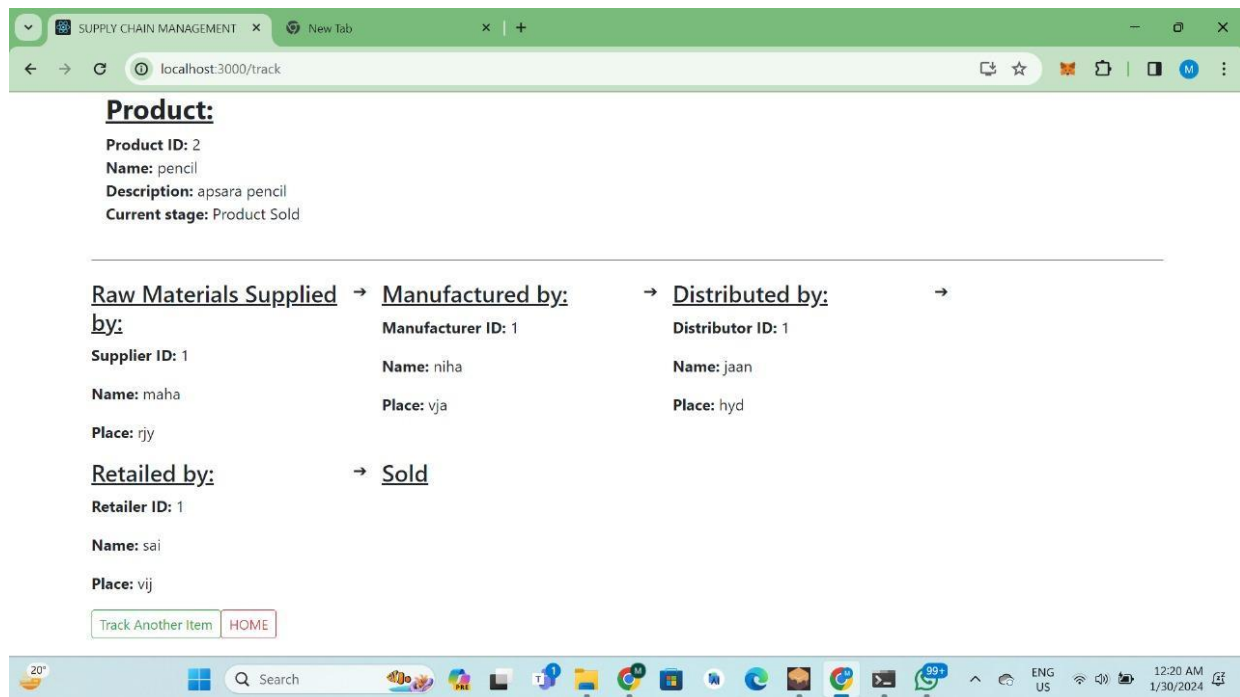 SUPPLY CHAIN MANAGEMENT
New Tab
localhost:3000/track
M
Product:
Product ID: 2
Name: pencil
Description: apsara pencil
Current stage: Product Sold
Raw Materials Supplied by: → Manufactured by: → Distributed by: →
Supplier ID: 1
Name: maha
Place: rjy
Manufacturer ID: 1
Name: niha
Place: vja
Distributor ID: 1
Name: jaan
Place: hyd
Retailed by: → Sold
Retailer ID: 1
Name: sai
Place: vij
Track Another Item HOME
20°
Search
PRE
1
M
99+
ENG
US
12:20 AM
1/30/2024